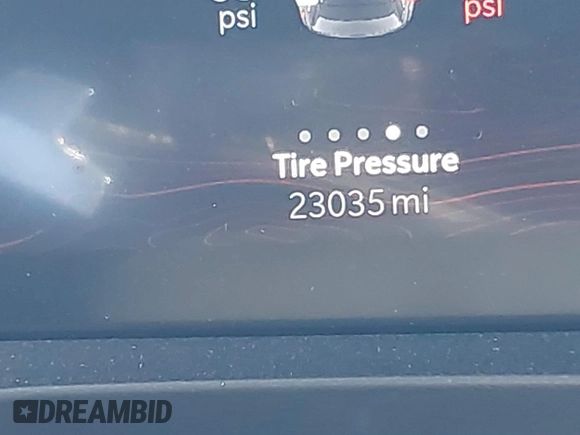 psi
psi
Tire Pressure
23035 mi
DREAMBID